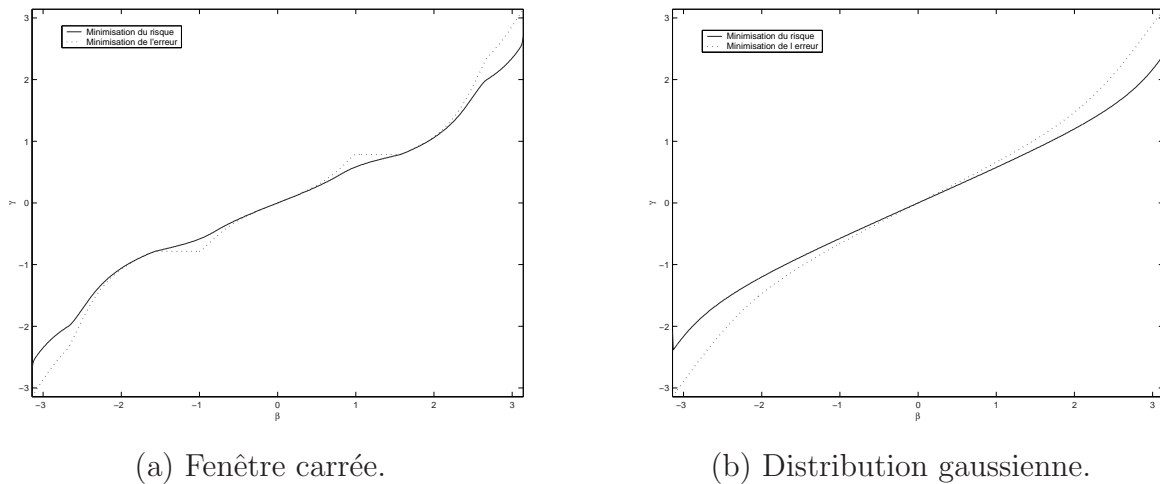 3
2
1
0
−1
−2
−3
γ
Minimisation du risque
Minimisation de l'erreur
−3 −2 −1 0 1 2 3
β
(a) Fenêtre carrée.
3
2
1
0
−1
−2
−3
γ
Minimisation du risque
Minimisation de l erreur
−3 −2 −1 0 1 2 3
β
(b) Distribution gaussienne.